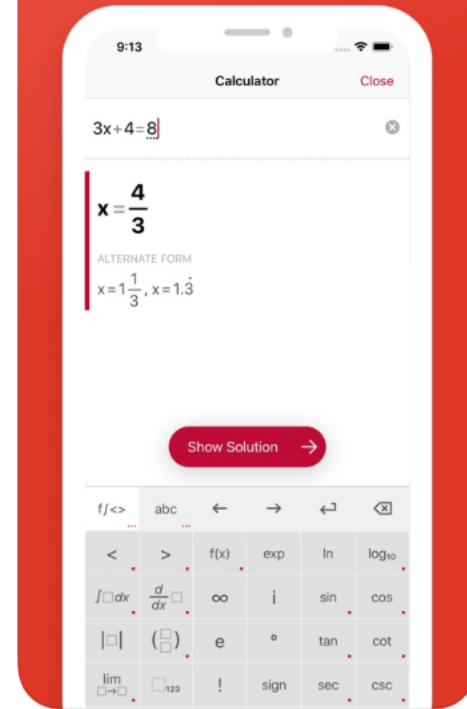 9:13
Calculator Close
3x+4=8
x = 4/3
ALTERNATE FORM
x = 1 1/3 , x = 1.3̇
Show Solution →
f∫<> abc ← → ↵ ⌫
< > f(x) exp ln log₁₀
∫□dx d/dx □ ∞ i sin cos
|□| (□/□) e ° tan cot
lim □→□ □₁₂₃ ! sign sec csc